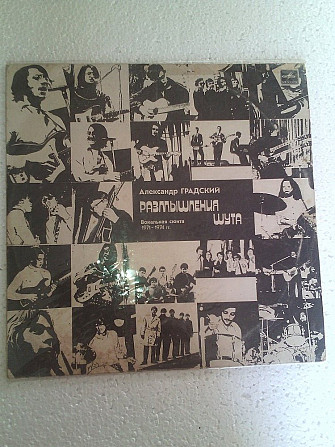 Александр ГРАДСКИЙ
РАЗМЫШЛЕНИЯ
ШУТА
Вокальная сюита
1971-1974 гг.